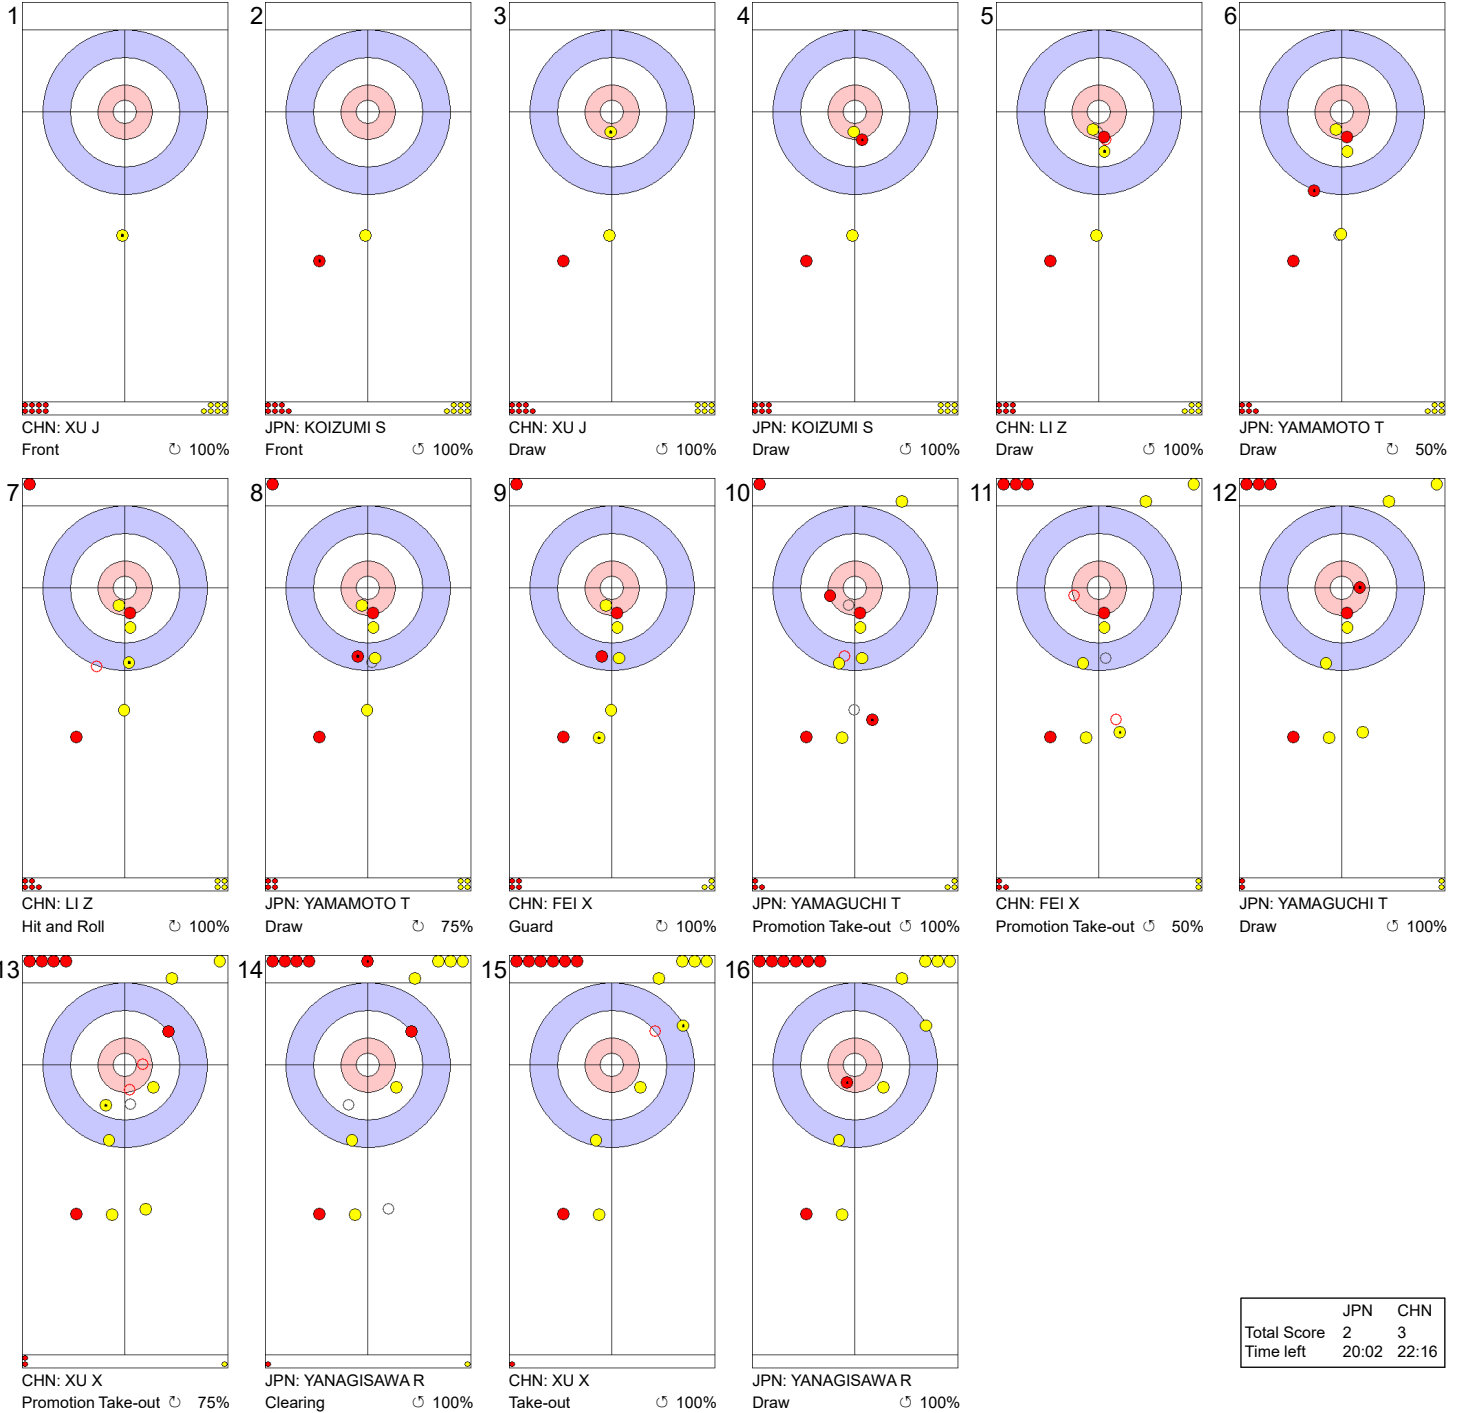 1
2
3
4
5
6
CHN: XU J
Front ↻ 100%
JPN: KOIZUMI S
Front ↺ 100%
CHN: XU J
Draw ↺ 100%
JPN: KOIZUMI S
Draw ↺ 100%
CHN: LI Z
Draw ↺ 100%
JPN: YAMAMOTO T
Draw ↻ 50%
7
8
9
10
11
12
CHN: LI Z
Hit and Roll ↻ 100%
JPN: YAMAMOTO T
Draw ↻ 75%
CHN: FEI X
Guard ↻ 100%
JPN: YAMAGUCHI T
Promotion Take-out ↺ 100%
CHN: FEI X
Promotion Take-out ↺ 50%
JPN: YAMAGUCHI T
Draw ↻ 100%
13
14
15
16
CHN: XU X
Promotion Take-out ↻ 75%
JPN: YANAGISAWA R
Clearing ↺ 100%
CHN: XU X
Take-out ↺ 100%
JPN: YANAGISAWA R
Draw ↺ 100%
JPN CHN
Total Score 2 3
Time left 20:02 22:16